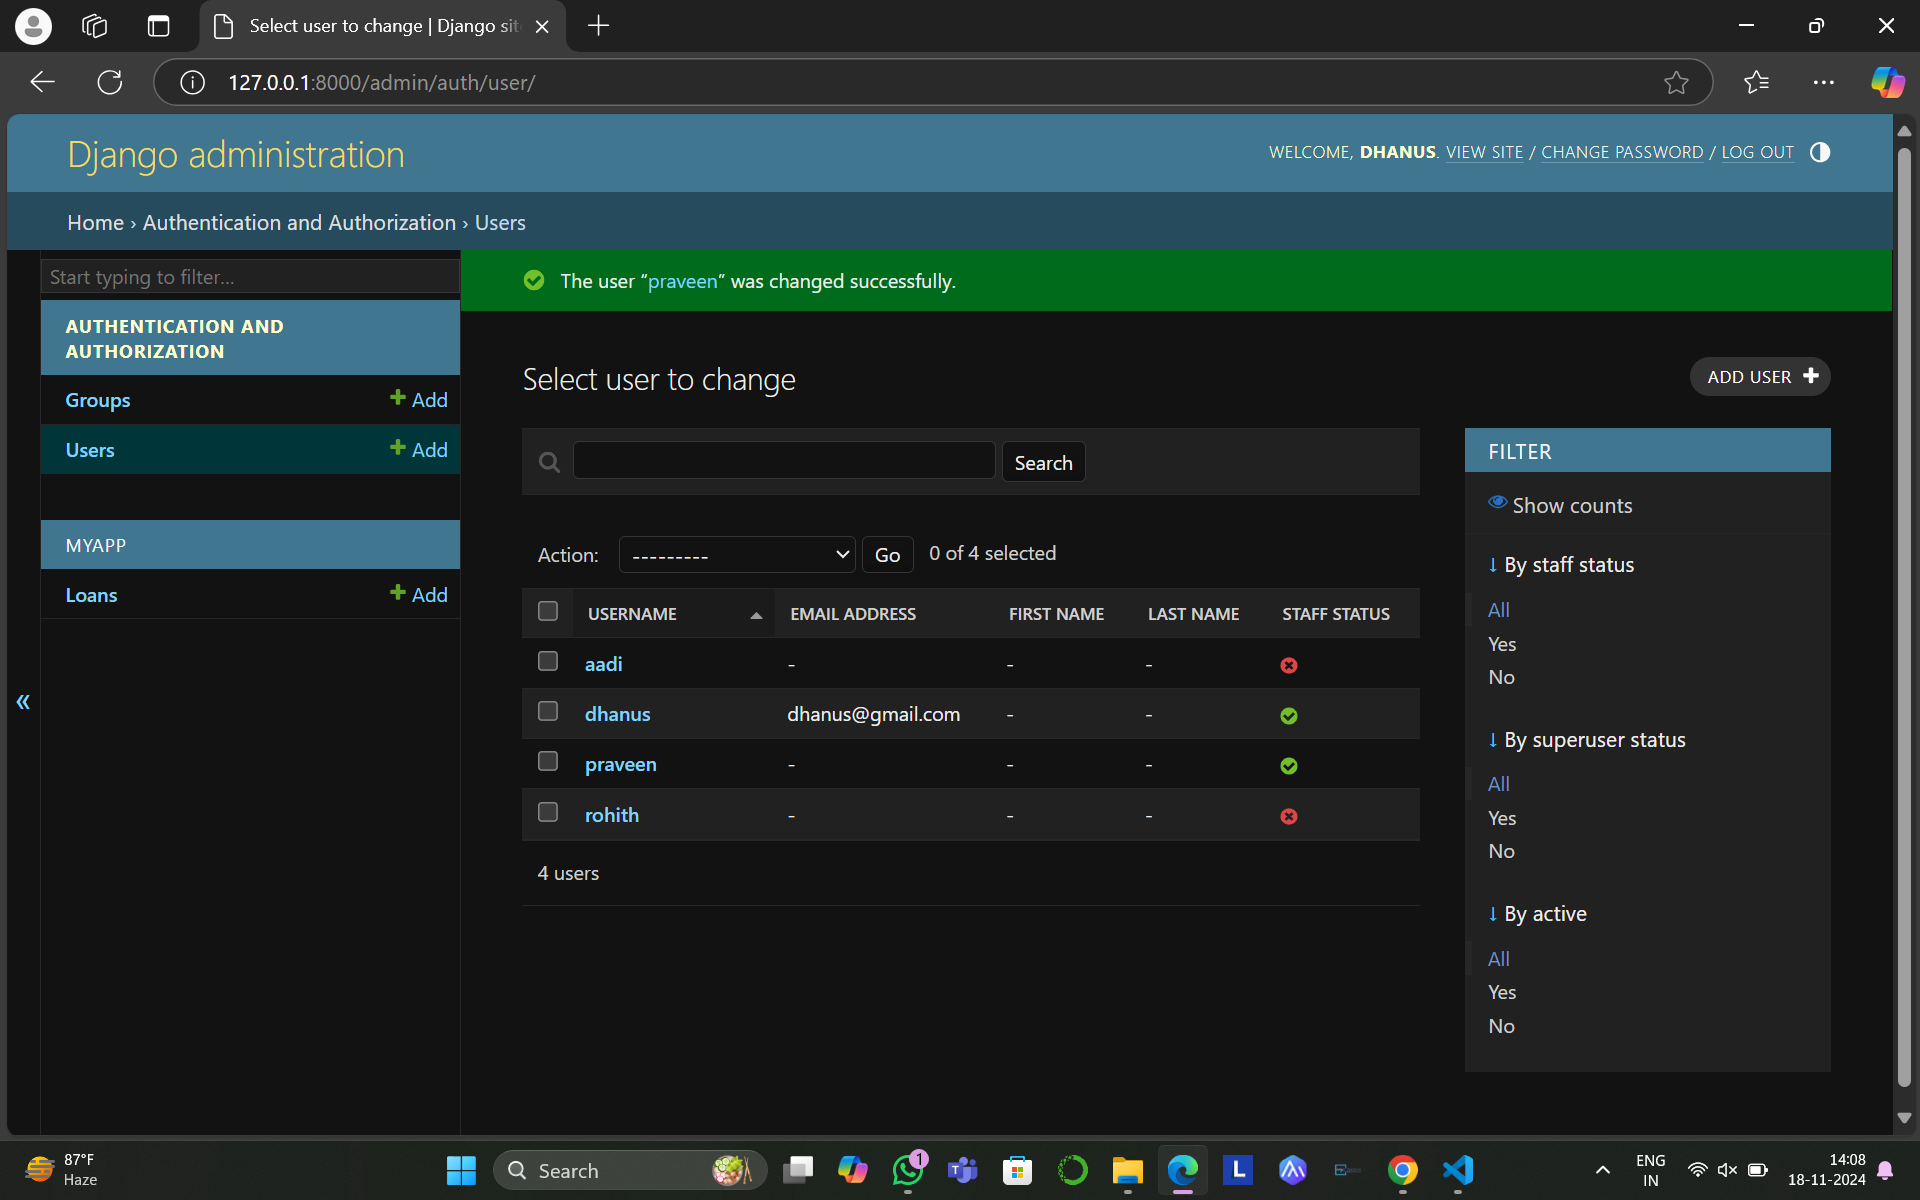 Select user to change | Django sit
127.0.0.1:8000/admin/auth/user/
Django administration
WELCOME, DHANUS. VIEW SITE / CHANGE PASSWORD / LOG OUT
Home › Authentication and Authorization › Users
Start typing to filter...
The user “praveen” was changed successfully.
AUTHENTICATION AND
AUTHORIZATION
Groups + Add
Users + Add
MYAPP
Loans + Add
«
Select user to change
ADD USER +
Search
Action: --------- Go 0 of 4 selected
USERNAME EMAIL ADDRESS FIRST NAME LAST NAME STAFF STATUS
aadi - - -
dhanus dhanus@gmail.com - -
praveen - - -
rohith - - -
4 users
FILTER
Show counts
↓ By staff status
All
Yes
No
↓ By superuser status
All
Yes
No
↓ By active
All
Yes
No
87°F
Haze
Search
1
L
ENG
IN
14:08
18-11-2024